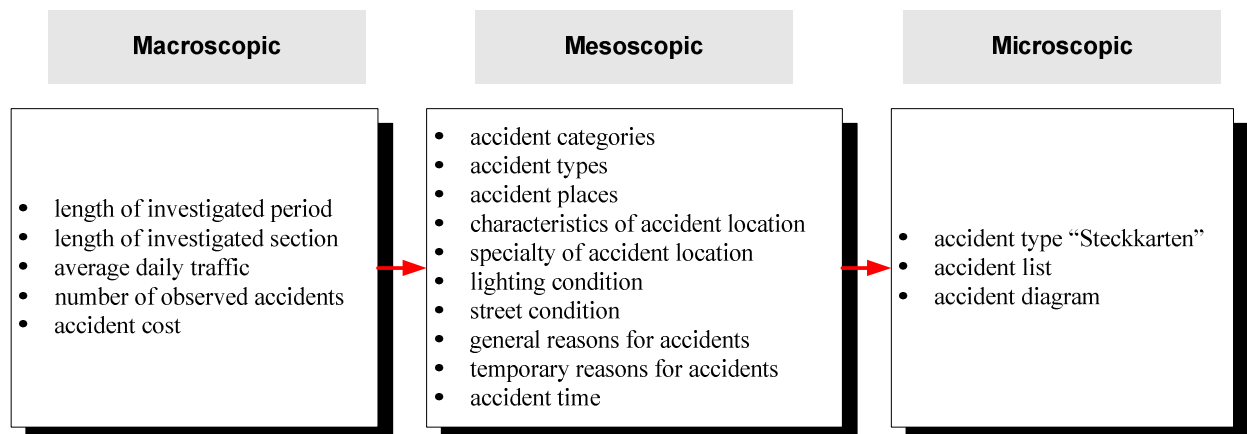 Macroscopic
Mesoscopic
Microscopic
• length of investigated period
• length of investigated section
• average daily traffic
• number of observed accidents
• accident cost
• accident categories
• accident types
• accident places
• characteristics of accident location
• specialty of accident location
• lighting condition
• street condition
• general reasons for accidents
• temporary reasons for accidents
• accident time
• accident type “Steckkarten”
• accident list
• accident diagram